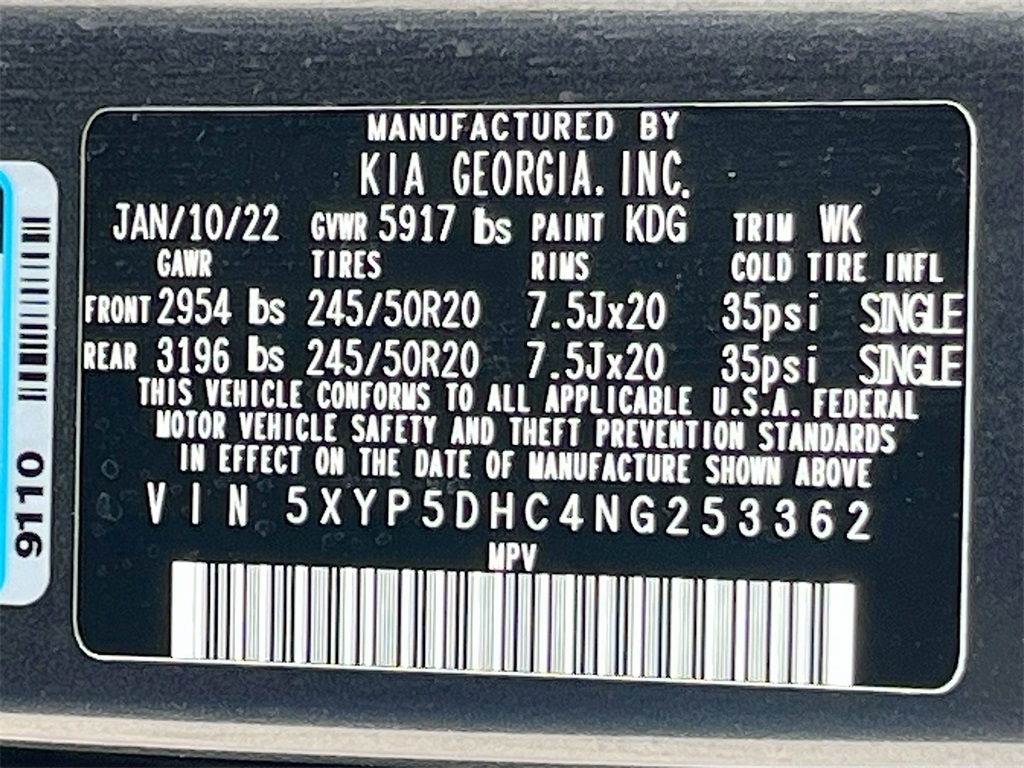 MANUFACTURED BY
KIA GEORGIA. INC.
JAN/10/22 GVWR 5917 lbs PAINT KDG TRIM WK
GAWR TIRES RIMS COLD TIRE INFL
FRONT 2954 lbs 245/50R20 7.5Jx20 35psi SINGLE
REAR 3196 lbs 245/50R20 7.5Jx20 35psi SINGLE
THIS VEHICLE CONFORMS TO ALL APPLICABLE U.S.A. FEDERAL
MOTOR VEHICLE SAFETY AND THEFT PREVENTION STANDARDS
IN EFFECT ON THE DATE OF MANUFACTURE SHOWN ABOVE
VIN 5XYP5DHC4NG253362
MPV
9110